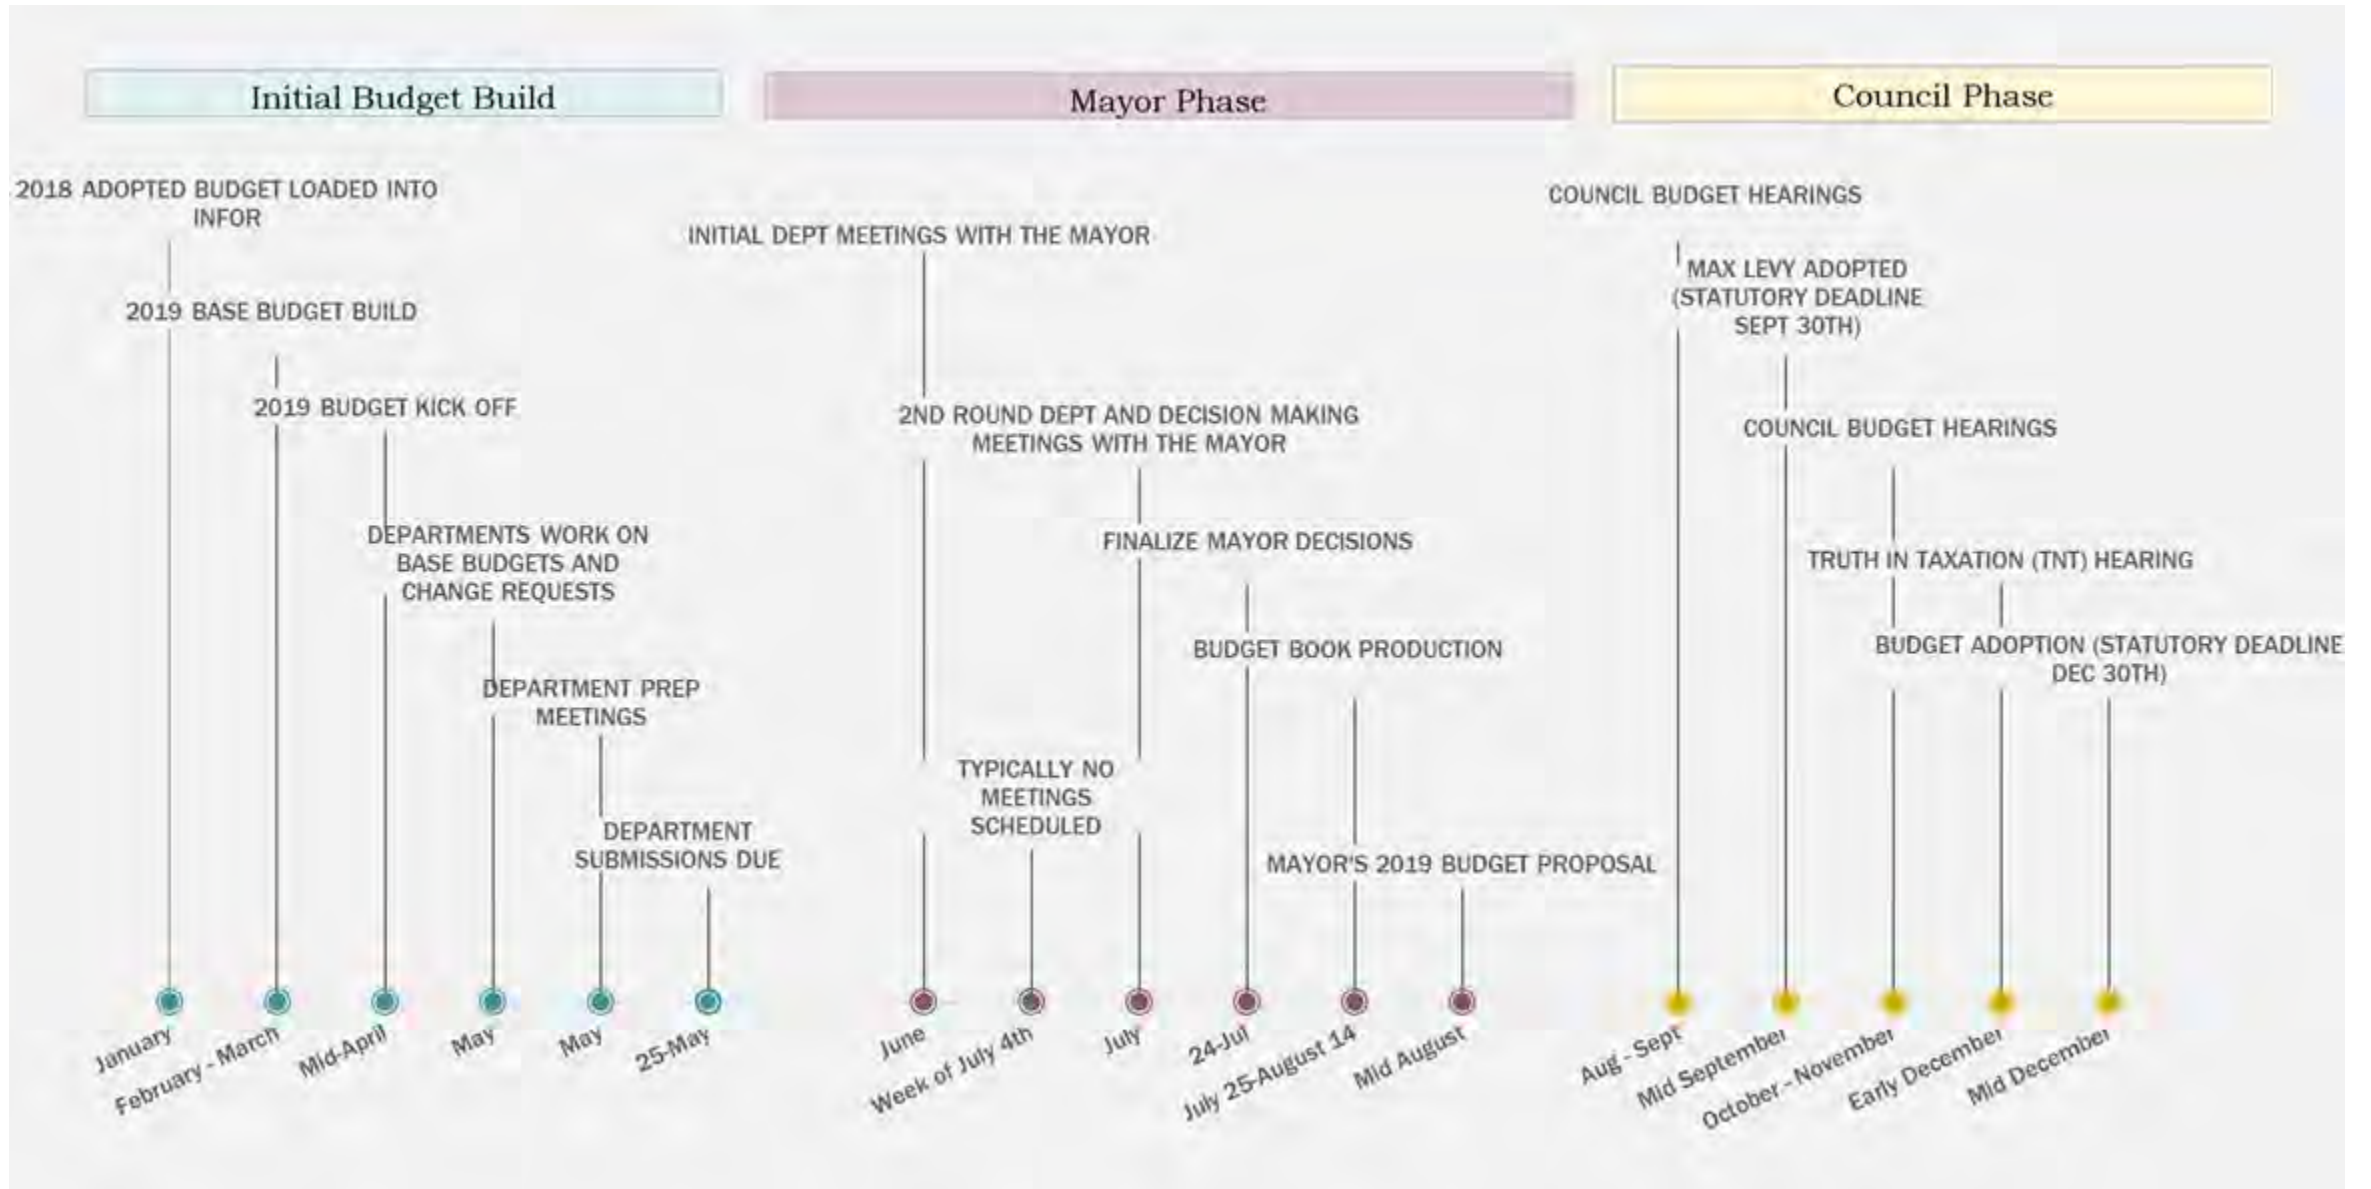 Initial Budget Build
Mayor Phase
Council Phase
2018 ADOPTED BUDGET LOADED INTO
INFOR
2019 BASE BUDGET BUILD
2019 BUDGET KICK OFF
DEPARTMENTS WORK ON
BASE BUDGETS AND
CHANGE REQUESTS
DEPARTMENT PREP
MEETINGS
DEPARTMENT
SUBMISSIONS DUE
INITIAL DEPT MEETINGS WITH THE MAYOR
2ND ROUND DEPT AND DECISION MAKING
MEETINGS WITH THE MAYOR
FINALIZE MAYOR DECISIONS
BUDGET BOOK PRODUCTION
TYPICALLY NO
MEETINGS
SCHEDULED
MAYOR'S 2019 BUDGET PROPOSAL
COUNCIL BUDGET HEARINGS
MAX LEVY ADOPTED
(STATUTORY DEADLINE
SEPT 30TH)
COUNCIL BUDGET HEARINGS
TRUTH IN TAXATION (TNT) HEARING
BUDGET ADOPTION (STATUTORY DEADLINE
DEC 30TH)
January
February - March
Mid-April
May
May
25-May
June
Week of July 4th
July
24-Jul
July 25-August 14
Mid August
Aug - Sept
Mid September
October - November
Early December
Mid December